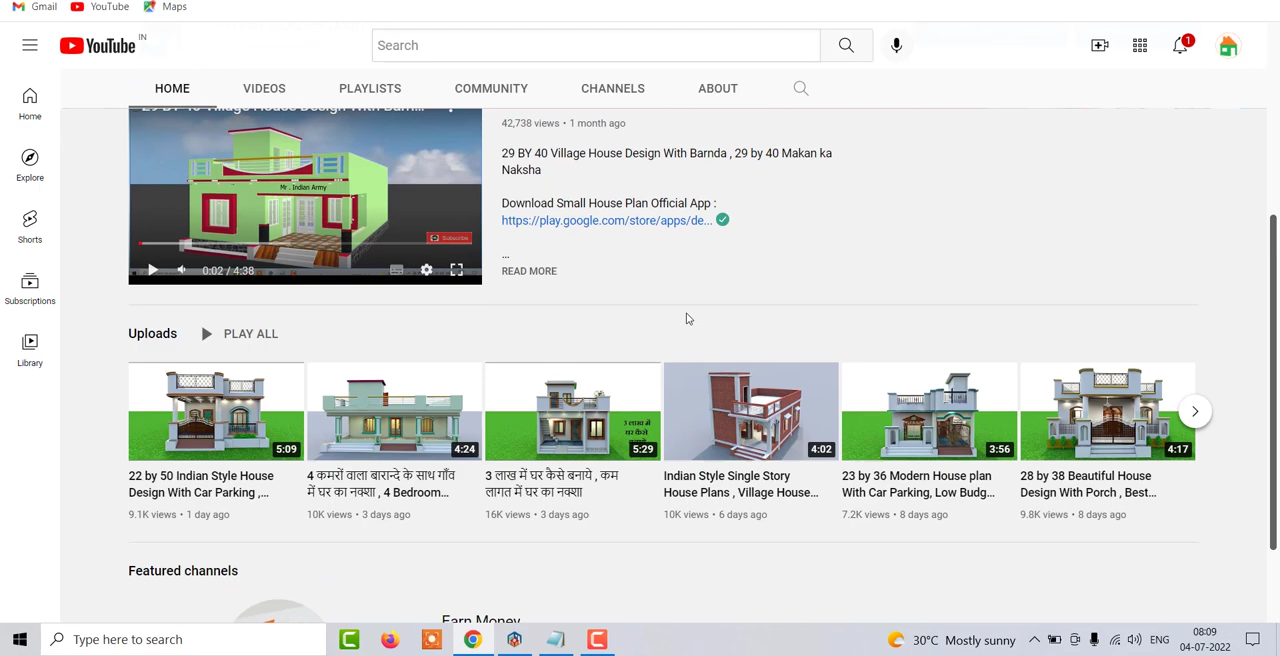 Gmail YouTube Maps
YouTube IN
Search
1
HOME VIDEOS PLAYLISTS COMMUNITY CHANNELS ABOUT
Home
Explore
Shorts
Subscriptions
Library
Mr . Indian Army
Subscribe
0:02 / 4:38
42,738 views • 1 month ago
29 BY 40 Village House Design With Barnda , 29 by 40 Makan ka
Naksha
Download Small House Plan Official App :
https://play.google.com/store/apps/de...
...
READ MORE
Uploads PLAY ALL
5:09
22 by 50 Indian Style House
Design With Car Parking ,...
9.1K views • 1 day ago
4:24
4 कमरों वाला बारान्दे के साथ गाँव
में घर का नक्शा , 4 Bedroom...
10K views • 3 days ago
3 लाख में
घर कैसे
5:29
3 लाख में घर कैसे बनाये , कम
लागत में घर का नक्शा
16K views • 3 days ago
4:02
Indian Style Single Story
House Plans , Village House...
10K views • 6 days ago
3:56
23 by 36 Modern House plan
With Car Parking, Low Budg...
7.2K views • 8 days ago
4:17
28 by 38 Beautiful House
Design With Porch , Best...
9.8K views • 8 days ago
Featured channels
Earn Money
Type here to search
30°C Mostly sunny
ENG
08:09
04-07-2022